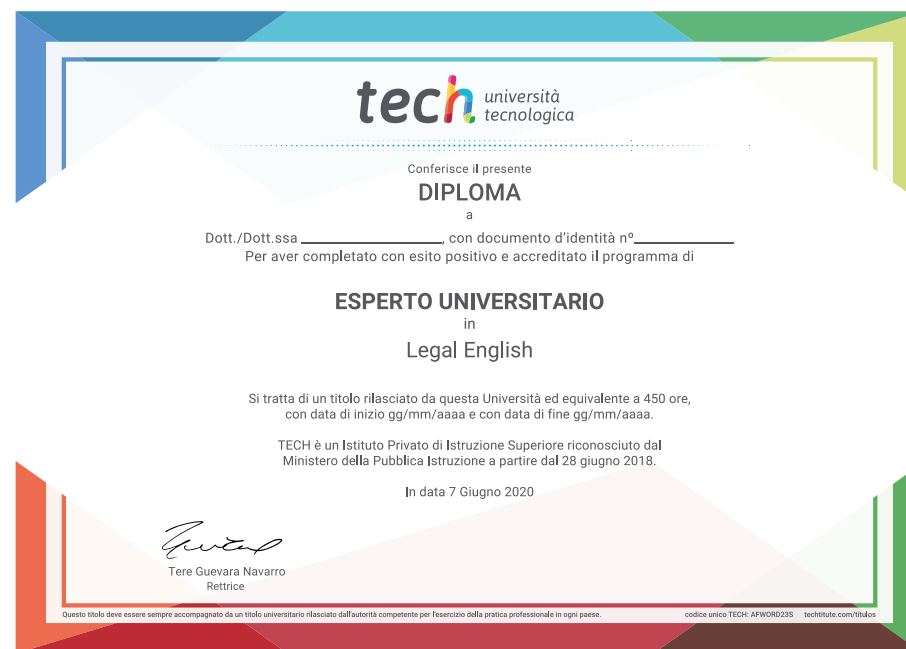 tech università
tecnologica
Conferisce il presente
DIPLOMA
a
Dott./Dott.ssa ____________________, con documento d'identità nº______________
Per aver completato con esito positivo e accreditato il programma di
ESPERTO UNIVERSITARIO
in
Legal English
Si tratta di un titolo rilasciato da questa Università ed equivalente a 450 ore,
con data di inizio gg/mm/aaaa e con data di fine gg/mm/aaaa.
TECH è un Istituto Privato di Istruzione Superiore riconosciuto dal
Ministero della Pubblica Istruzione a partire dal 28 giugno 2018.
In data 7 Giugno 2020
Tere Guevara Navarro
Rettrice
Questo titolo deve essere sempre accompagnato da un titolo universitario rilasciato dall'autorità competente per l'esercizio della pratica professionale in ogni paese. codice unico TECH: AFWORD23S techtitute.com/titulos